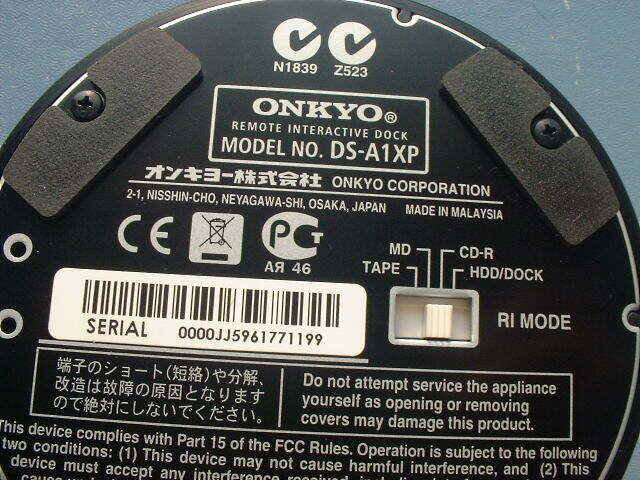 N1839 Z523
ONKYO®
REMOTE INTERACTIVE DOCK
MODEL NO. DS-A1XP
オンキヨー株式会社 ONKYO CORPORATION
2-1, NISSHIN-CHO, NEYAGAWA-SHI, OSAKA, JAPAN MADE IN MALAYSIA
CE
PCT
АЯ 46
MD CD-R
TAPE HDD/DOCK
RI MODE
SERIAL 0000JJ5961771199
端子のショート(短絡)や分解、
改造は故障の原因となります
ので絶対にしないでください。
Do not attempt service the appliance
yourself as opening or removing
covers may damage this product.
This device complies with Part 15 of the FCC Rules. Operation is subject to the following
two conditions: (1) This device may not cause harmful interference, and (2) This
device must accept any interference received, including